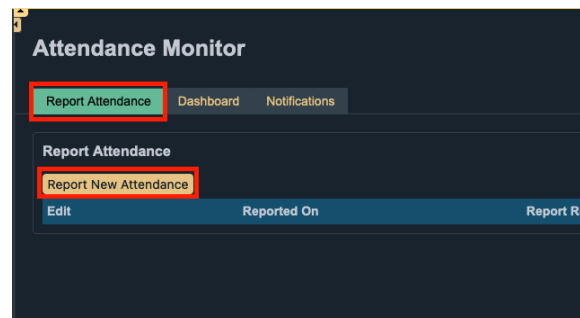 Attendance Monitor
Report Attendance Dashboard Notifications
Report Attendance
Report New Attendance
Edit Reported On Report R